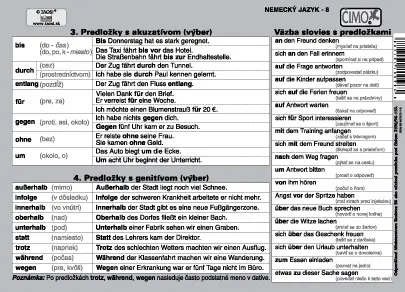 © TAOSI
www.taosi.sk
NEMECKÝ JAZYK - 8
CIMO
3. Predložky s akuzatívom (výber)
bis (do - čas) (do, po, k - miesto)
Bis Donnerstag hat es stark geregnet.
Das Taxi fährt bis vor das Hotel.
Die Straßenbahn fährt bis zur Endhaltestelle.
durch (cez) (prostredníctvom)
Der Zug fährt durch den Tunnel.
Ich habe sie durch Paul kennen gelernt.
entlang (pozdĺž) Der Zug fährt den Fluss entlang.
für (pre, za)
Vielen Dank für den Brief.
Er verreist für eine Woche.
Ich möchte einen Blumenstrauß für 20 €.
gegen (proti, asi, okolo)
Ich habe nichts gegen dich.
Gegen fünf Uhr kam er zu Besuch.
ohne (bez)
Er reiste ohne seine Frau.
Sie kamen ohne Geld.
um (okolo, o)
Das Auto biegt um die Ecke.
Um acht Uhr beginnt der Unterricht.
4. Predložky s genitívom (výber)
außerhalb (mimo) Außerhalb der Stadt liegt noch viel Schnee.
infolge (v dôsledku) Infolge der schweren Krankheit arbeitete er nicht mehr.
innerhalb (vo vnútri) Innerhalb der Stadt gibt es eine neue Fußgängerzone.
oberhalb (nad) Oberhalb des Dorfes fließt ein kleiner Bach.
unterhalb (pod) Unterhalb einer Fabrik sehen wir einen Graben.
statt (namiesto) Statt des Lehrers kam der Direktor.
trotz (napriek) Trotz des schlechten Wetters machten wir einen Ausflug.
während (počas) Während der Klassenfahrt machen wir eine Wanderung.
wegen (pre, kvôli) Wegen einer Erkrankung war er fünf Tage nicht im Büro.
Poznámka: Po predložkách trotz, während, wegen nasleduje často podstatné meno v datíve.
Väzba slovies s predložkami
an den Freund denken
(myslieť na priateľa)
sich an den Fall erinnern
(spomínať si na prípad)
auf die Frage antworten
(odpovedať otázku)
auf die Kinder aufpassen
(dávať pozor na deti)
sich auf die Ferien freuen
(tešiť sa na prázdniny)
auf Antwort warten
(čakať na odpoveď)
sich für Sport interessieren
(zaujímať sa o šport)
mit dem Training anfangen
(začať s tréningom)
sich mit dem Freund streiten
(škriepiť sa s priateľom)
nach dem Weg fragen
(pýtať sa na cestu)
um Antwort bitten
(prosiť o odpoveď)
von ihm hören
(počuť o ňom)
Angst vor der Spritze haben
(mať strach pred injekciou)
über das neue Buch sprechen
(hovoriť o novej knihe)
über die Witze lachen
(smiať sa zo žartov)
sich über das Geschenk freuen
(tešiť sa z darčeka)
sich über den Urlaub unterhalten
(baviť sa o dovolenke)
zum Essen einladen
(pozvať na jedlo)
etwas zu dieser Sache sagen
(povedať niečo k tejto veci)